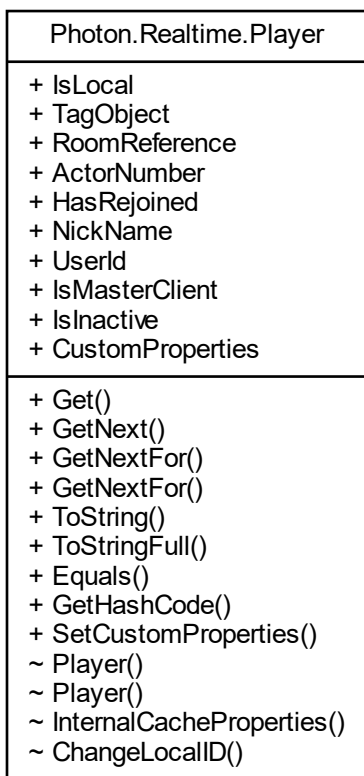 Photon.Realtime.Player
+ IsLocal
+ TagObject
+ RoomReference
+ ActorNumber
+ HasRejoined
+ NickName
+ UserId
+ IsMasterClient
+ IsInactive
+ CustomProperties
+ Get()
+ GetNext()
+ GetNextFor()
+ GetNextFor()
+ ToString()
+ ToStringFull()
+ Equals()
+ GetHashCode()
+ SetCustomProperties()
~ Player()
~ Player()
~ InternalCacheProperties()
~ ChangeLocalID()